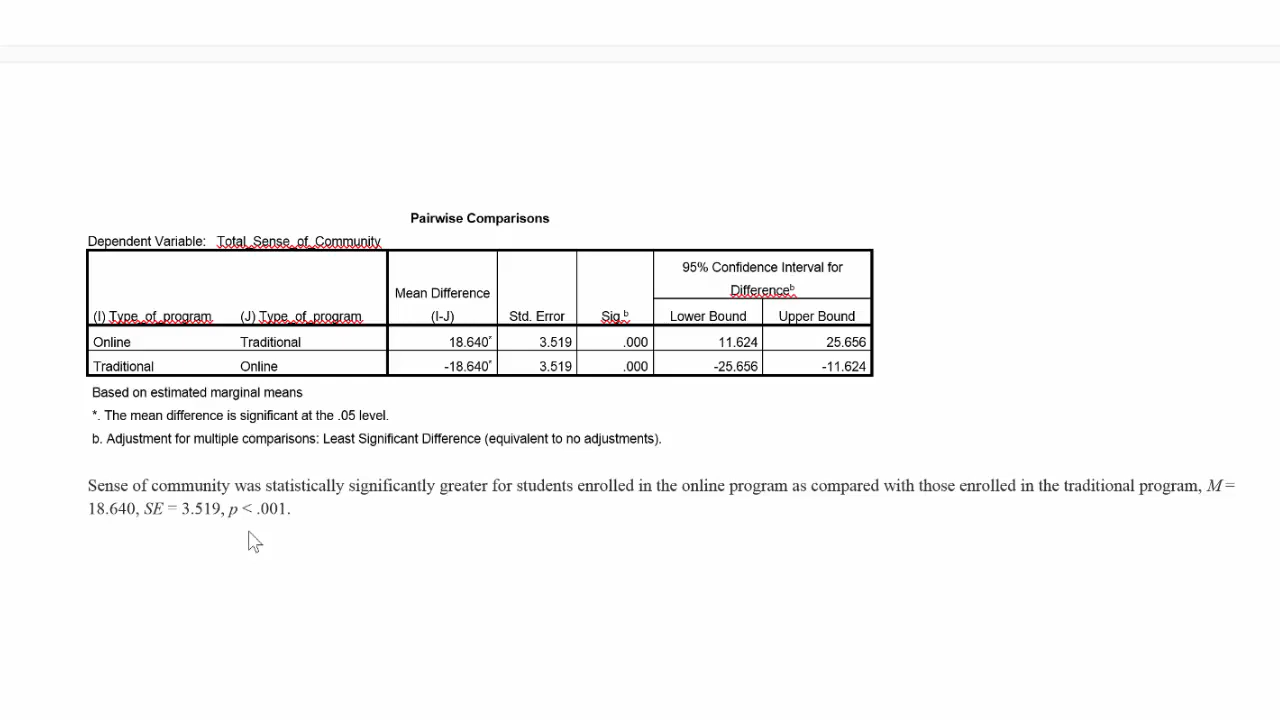 Pairwise Comparisons
Dependent Variable: Total_Sense_of_Community
95% Confidence Interval for
Mean Difference
Differenceᵇ
(I) Type_of_program (J) Type_of_program (I-J) Std. Error Sig.ᵇ Lower Bound Upper Bound
Online Traditional 18.640* 3.519 .000 11.624 25.656
Traditional Online -18.640* 3.519 .000 -25.656 -11.624
Based on estimated marginal means
*. The mean difference is significant at the .05 level.
b. Adjustment for multiple comparisons: Least Significant Difference (equivalent to no adjustments).
Sense of community was statistically significantly greater for students enrolled in the online program as compared with those enrolled in the traditional program, M =
18.640, SE = 3.519, p < .001.